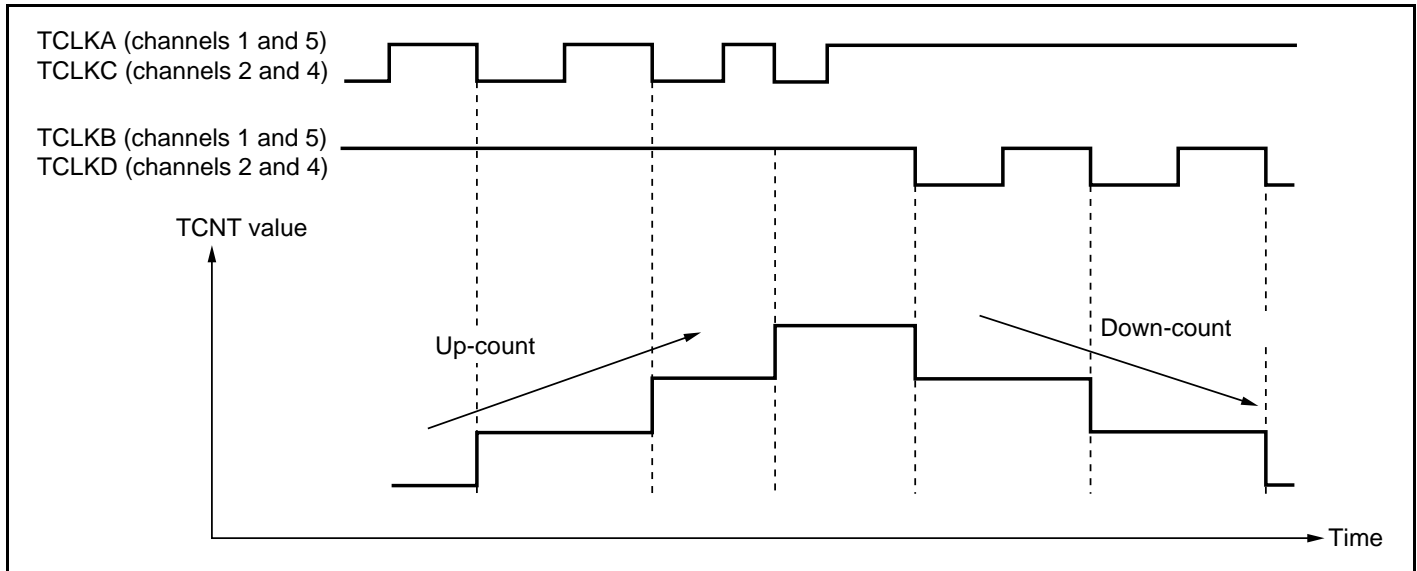 TCLKA (channels 1 and 5)
TCLKC (channels 2 and 4)
TCLKB (channels 1 and 5)
TCLKD (channels 2 and 4)
TCNT value
Up-count
Down-count
Time